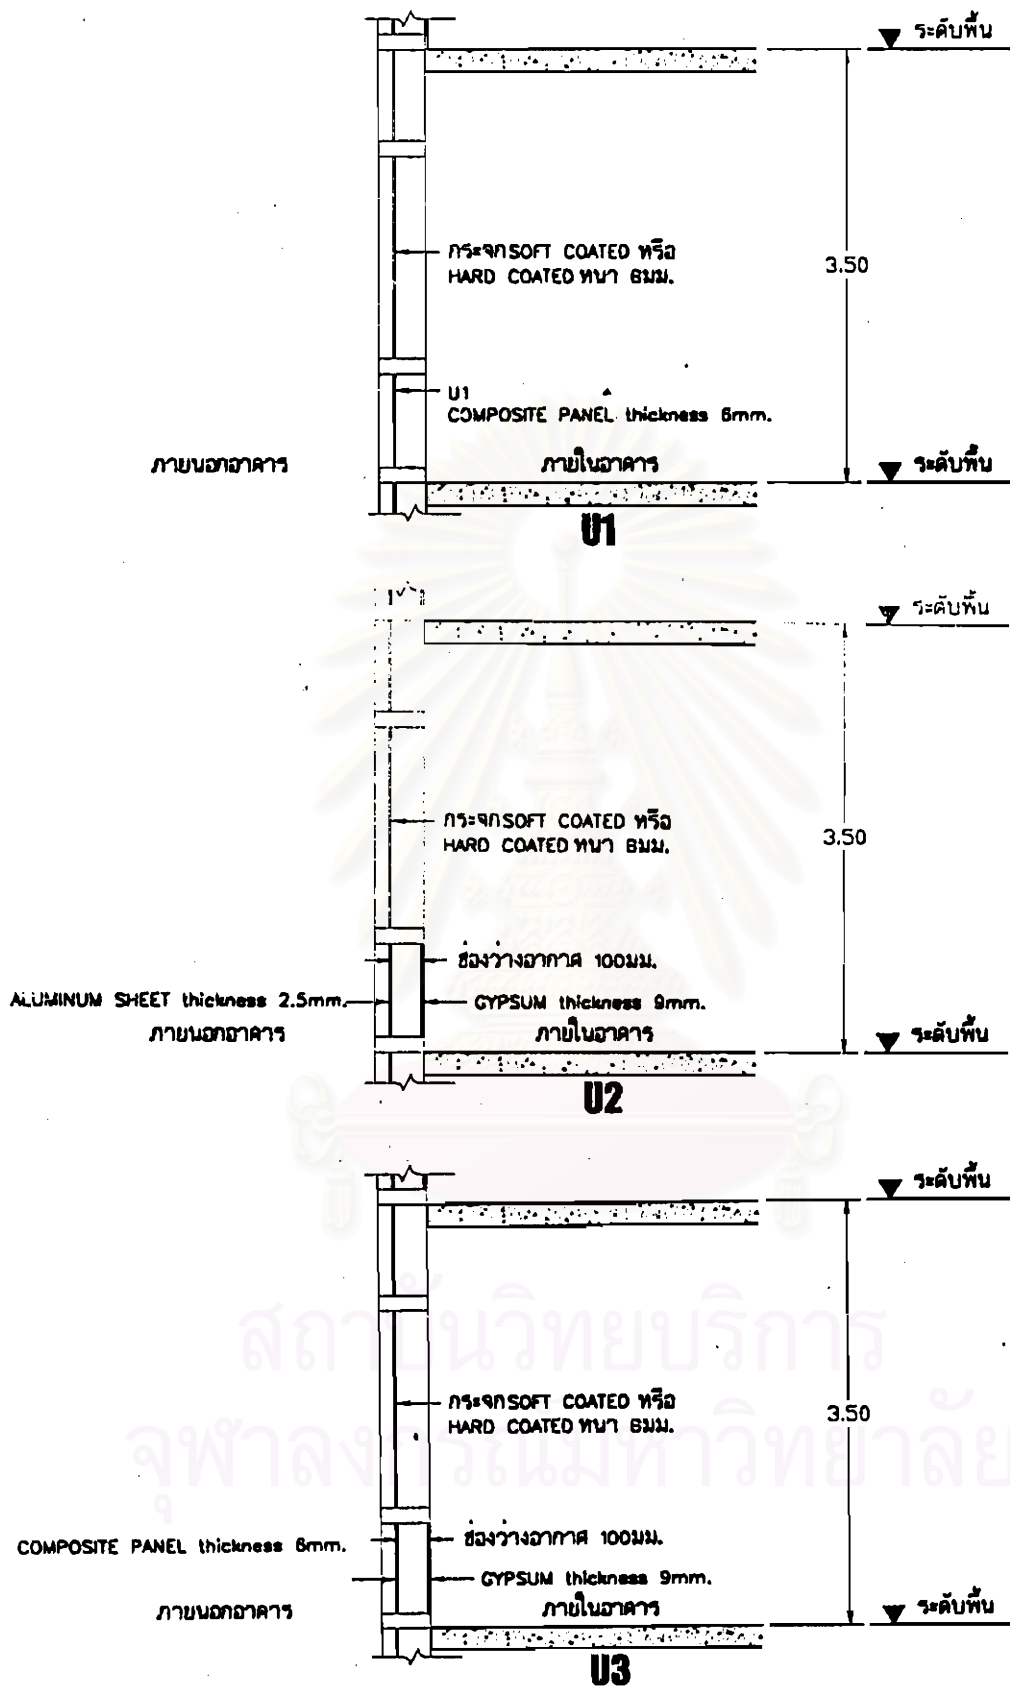 ระดับพื้น
กระจกSOFT COATED หรือ
HARD COATED หนา 6มม.
3.50
U1
COMPOSITE PANEL thickness 6mm.
ภายนอกอาคาร
ภายในอาคาร
ระดับพื้น
U1
ระดับพื้น
กระจกSOFT COATED หรือ
HARD COATED หนา 6มม.
3.50
ช่องว่างอากาศ 100มม.
ALUMINUM SHEET thickness 2.5mm.
GYPSUM thickness 9mm.
ภายนอกอาคาร
ภายในอาคาร
ระดับพื้น
U2
ระดับพื้น
สถาบันวิทยบริการ
กระจกSOFT COATED หรือ
HARD COATED หนา 6มม.
3.50
จุฬาลงกรณ์มหาวิทยาลัย
ช่องว่างอากาศ 100มม.
COMPOSITE PANEL thickness 6mm.
GYPSUM thickness 9mm.
ภายนอกอาคาร
ภายในอาคาร
ระดับพื้น
U3